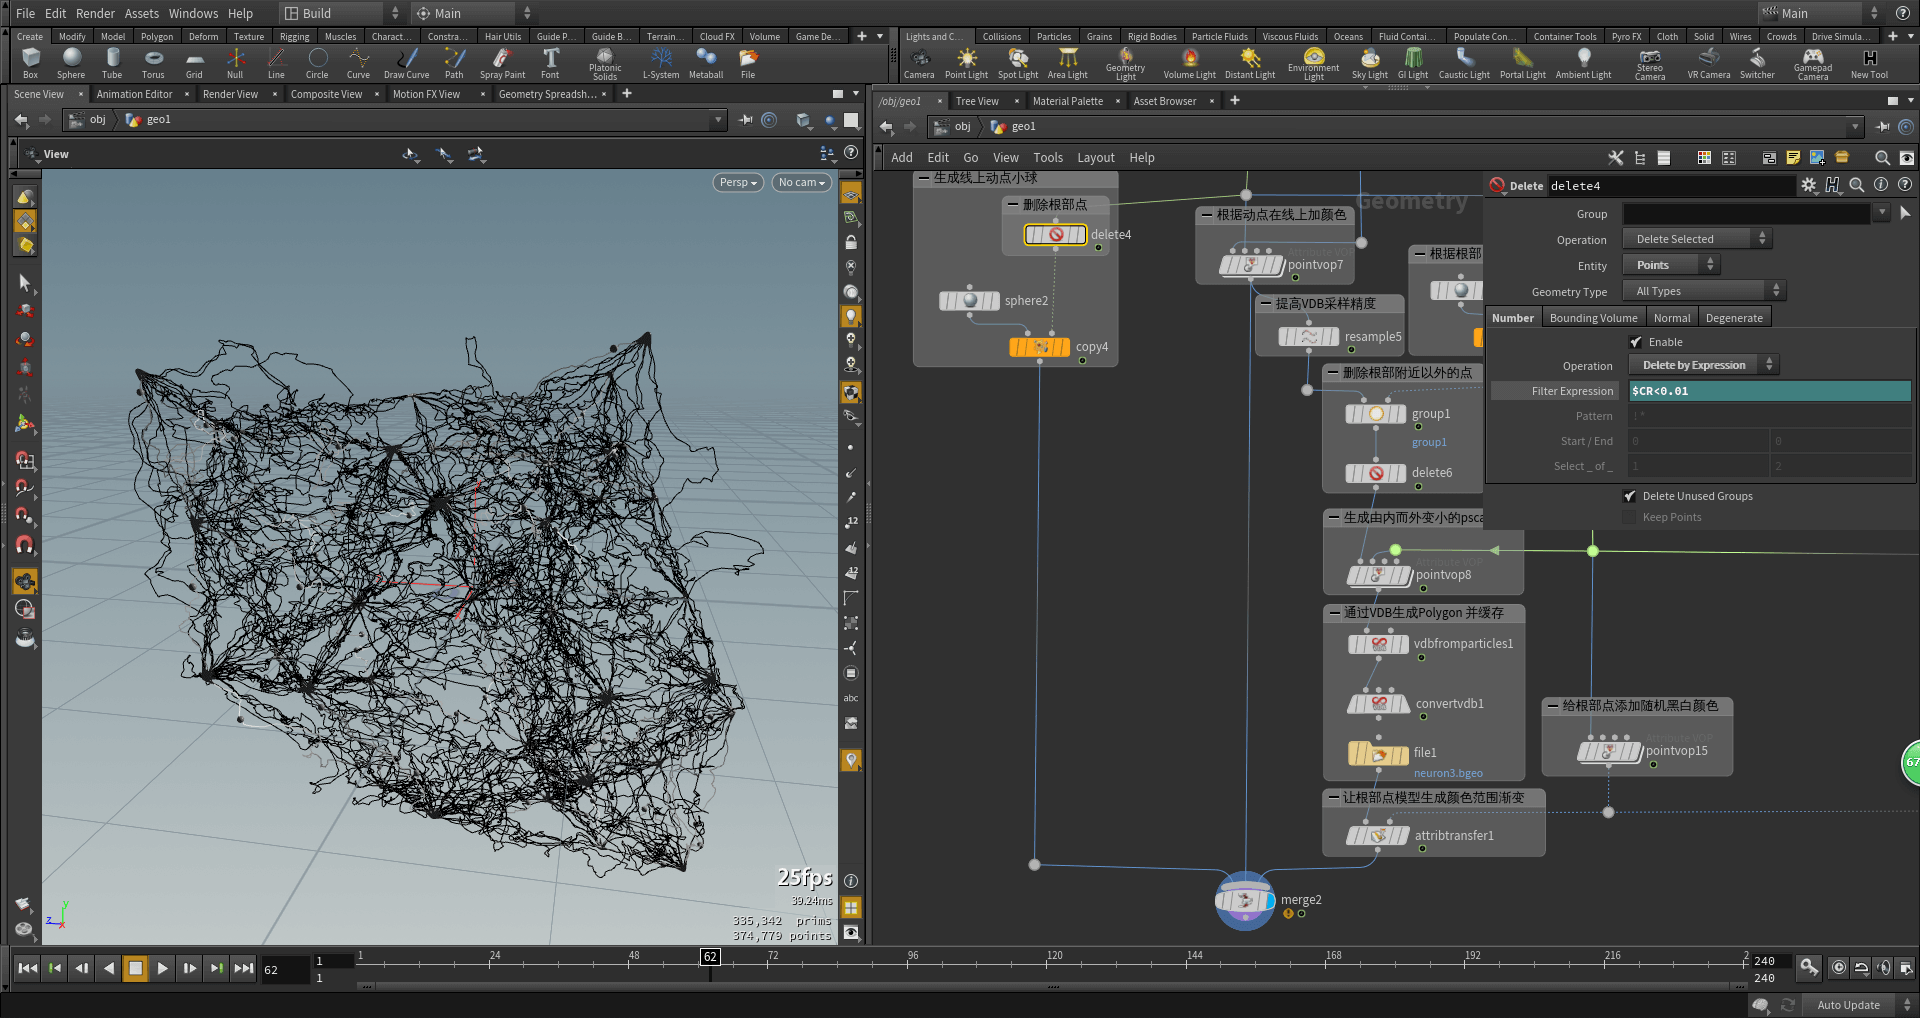 File Edit Render Assets Windows Help Build Main Main
Create Modify Model Polygon Deform Texture Rigging Muscles Charact... Constra... Hair Utils Guide P... Guide B... Terrain... Cloud FX Volume Game De...
Lights and C... Collisions Particles Grains Rigid Bodies Particle Fluids Viscous Fluids Oceans Fluid Contai... Populate Con... Container Tools Pyro FX Cloth Solid Wires Crowds Drive Simula...
Box Sphere Tube Torus Grid Null Line Circle Curve Draw Curve Path Spray Paint Font Platonic Solids L-System Metaball File
Camera Point Light Spot Light Area Light Geometry Light Volume Light Distant Light Environment Light Sky Light GI Light Caustic Light Portal Light Ambient Light Stereo Camera VR Camera Switcher Gamepad Camera New Tool
Scene View Animation Editor Render View Composite View Motion FX View Geometry Spreadsh...
/obj/geo1 Tree View Material Palette Asset Browser
obj geo1
obj geo1
View
Add Edit Go View Tools Layout Help
Persp No cam
生成线上动点小球
删除根部点
delete4
sphere2
copy4
Geometry
根据动点在线上加颜色
Attribute VOP
pointvop7
根据根部
提高VDB采样精度
resample5
删除根部附近以外的点
group1
group1
delete6
生成由内而外变小的psca
Attribute VOP
pointvop8
通过VDB生成Polygon 并缓存
vdbfromparticles1
convertvdb1
file1
neuron3.bgeo
让根部点模型生成颜色范围渐变
attribtransfer1
给根部点添加随机黑白颜色
Attribute VOP
pointvop15
merge2
Delete delete4
Group
Operation Delete Selected
Entity Points
Geometry Type All Types
Number Bounding Volume Normal Degenerate
Enable
Operation Delete by Expression
Filter Expression $CR<0.01
Pattern !*
Start / End 0 0
Select _ of _ 1 2
Delete Unused Groups
Keep Points
12
12
abc
67
25fps
39.24ms
335,342 prims
374,779 points
y
z x
62 1 1
1 24 48 62 72 96 120 144 168 192 216 2
240
240
Auto Update